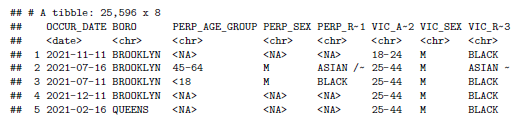 ## # A tibble: 25,596 x 8
## OCCUR_DATE BORO PERP_AGE_GROUP PERP_SEX PERP_R~1 VIC_A~2 VIC_SEX VIC_R~3
## <date> <chr> <chr> <chr> <chr> <chr> <chr> <chr>
## 1 2021-11-11 BROOKLYN <NA> <NA> <NA> 18-24 M BLACK
## 2 2021-07-16 BROOKLYN 45-64 M ASIAN /~ 25-44 M ASIAN ~
## 3 2021-07-11 BROOKLYN <18 M BLACK 25-44 M BLACK
## 4 2021-12-11 BROOKLYN <NA> <NA> <NA> 25-44 M BLACK
## 5 2021-02-16 QUEENS <NA> <NA> <NA> 25-44 M BLACK